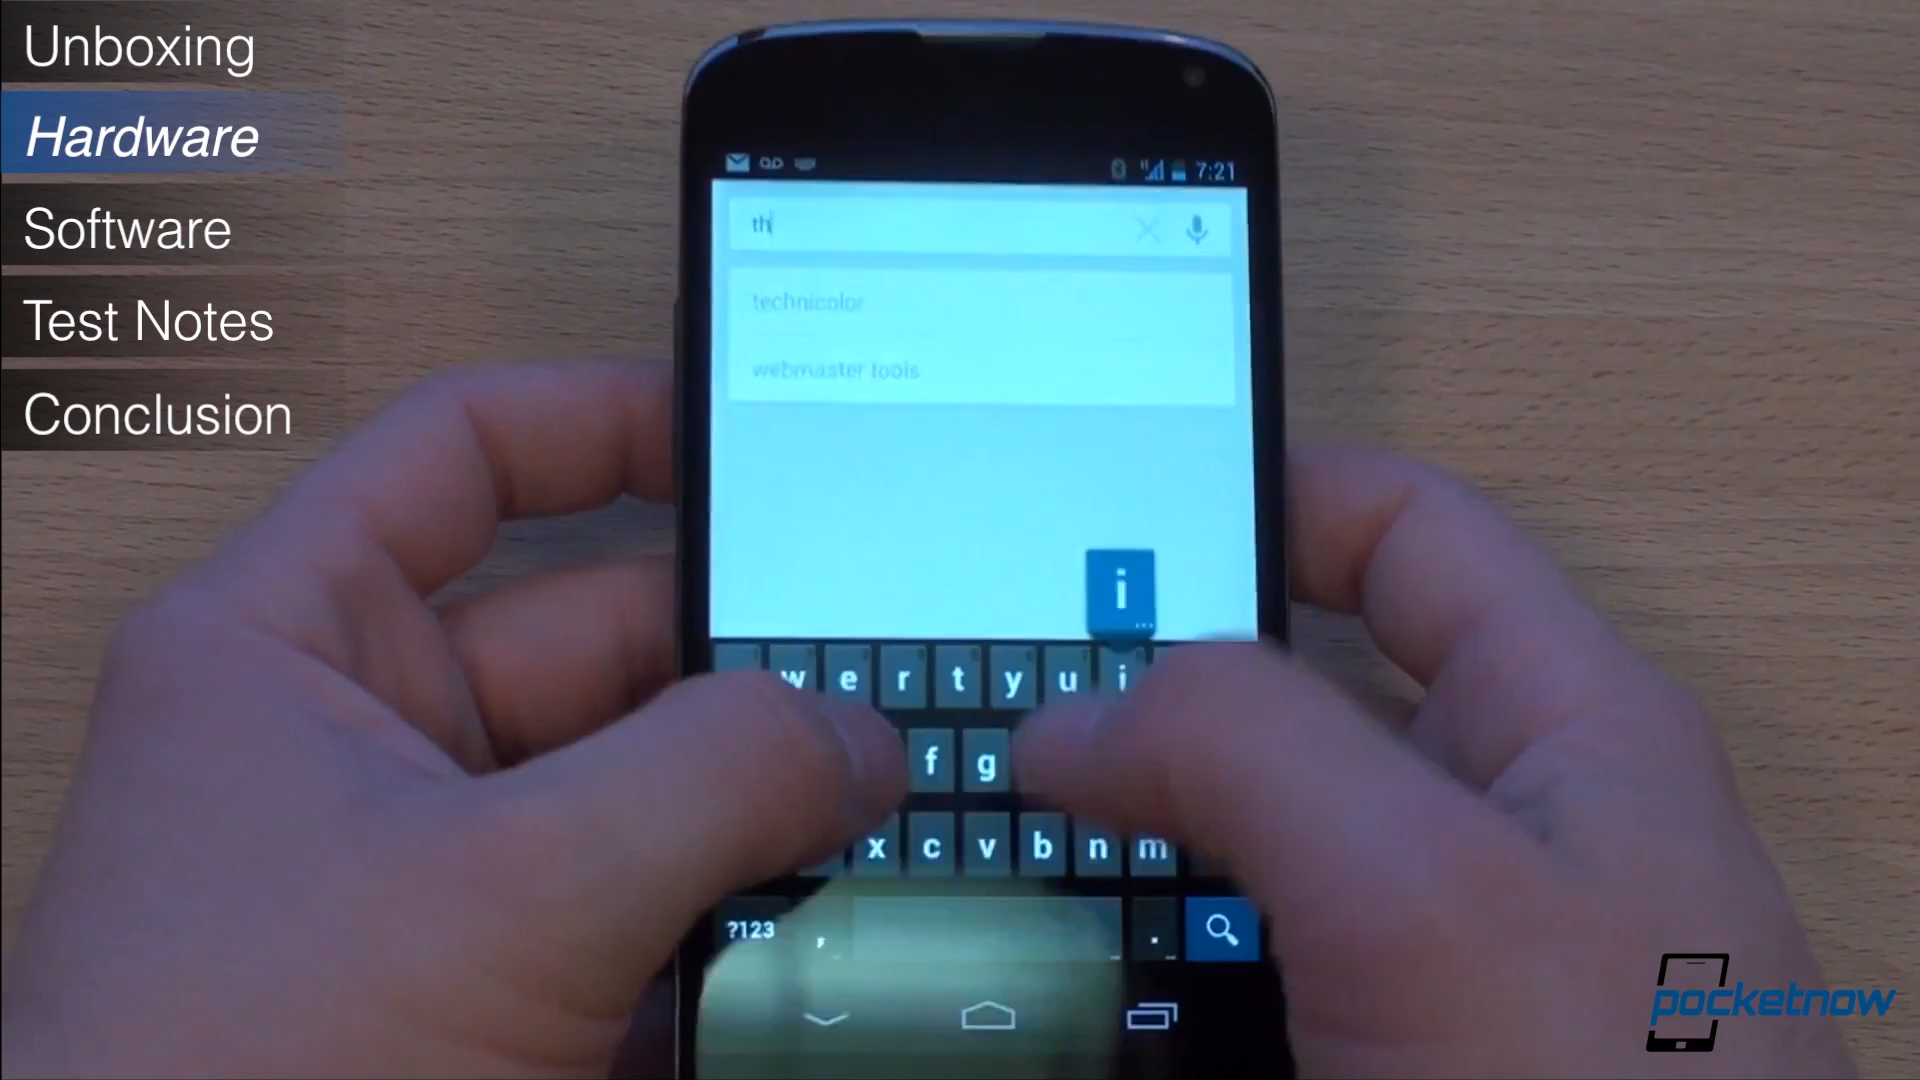 Unboxing
Hardware
Software
Test Notes
Conclusion
7:21
th
technicolor
webmaster tools
i
w e r t y u i
f g
x c v b n m
?123 , .
pocketnow